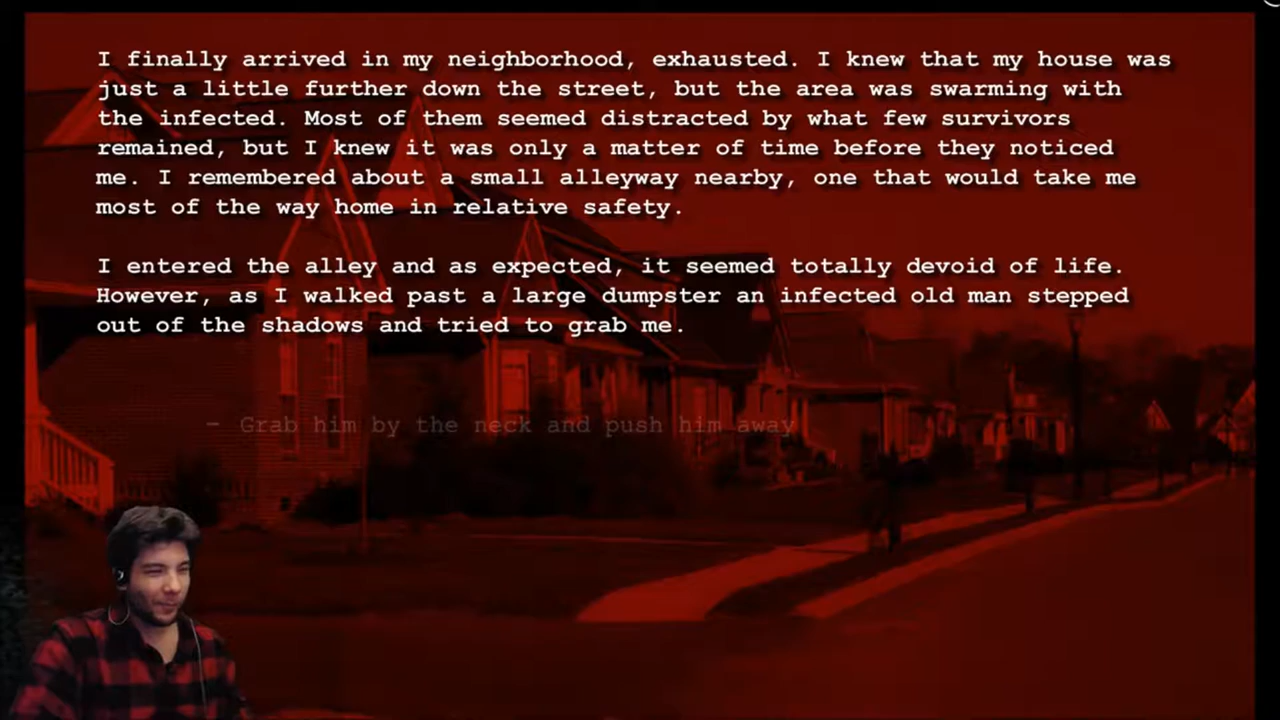 I finally arrived in my neighborhood, exhausted. I knew that my house was
just a little further down the street, but the area was swarming with
the infected. Most of them seemed distracted by what few survivors
remained, but I knew it was only a matter of time before they noticed
me. I remembered about a small alleyway nearby, one that would take me
most of the way home in relative safety.
I entered the alley and as expected, it seemed totally devoid of life.
However, as I walked past a large dumpster an infected old man stepped
out of the shadows and tried to grab me.
- Grab him by the neck and push him away